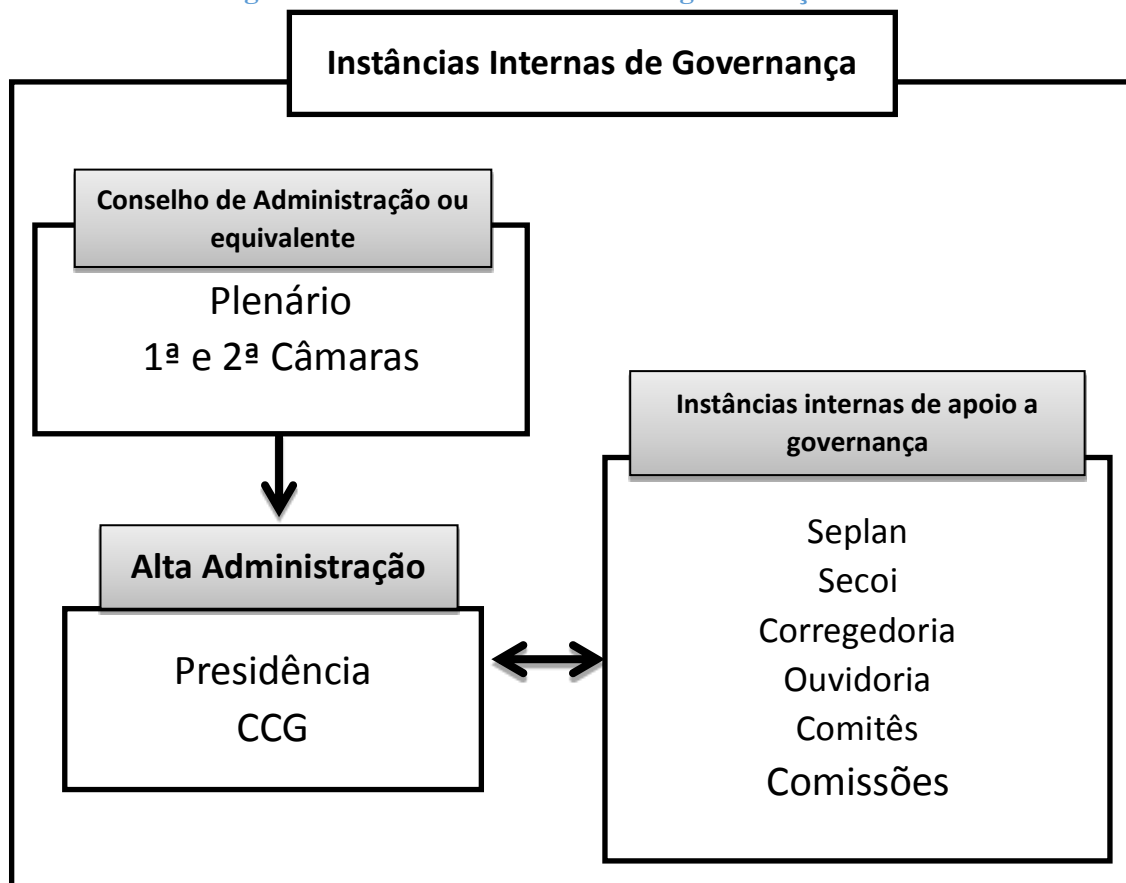 Instâncias Internas de Governança
Conselho de Administração ou
equivalente
Plenário
1ª e 2ª Câmaras
Alta Administração
Presidência
CCG
Instâncias internas de apoio a
governança
Seplan
Secoi
Corregedoria
Ouvidoria
Comitês
Comissões